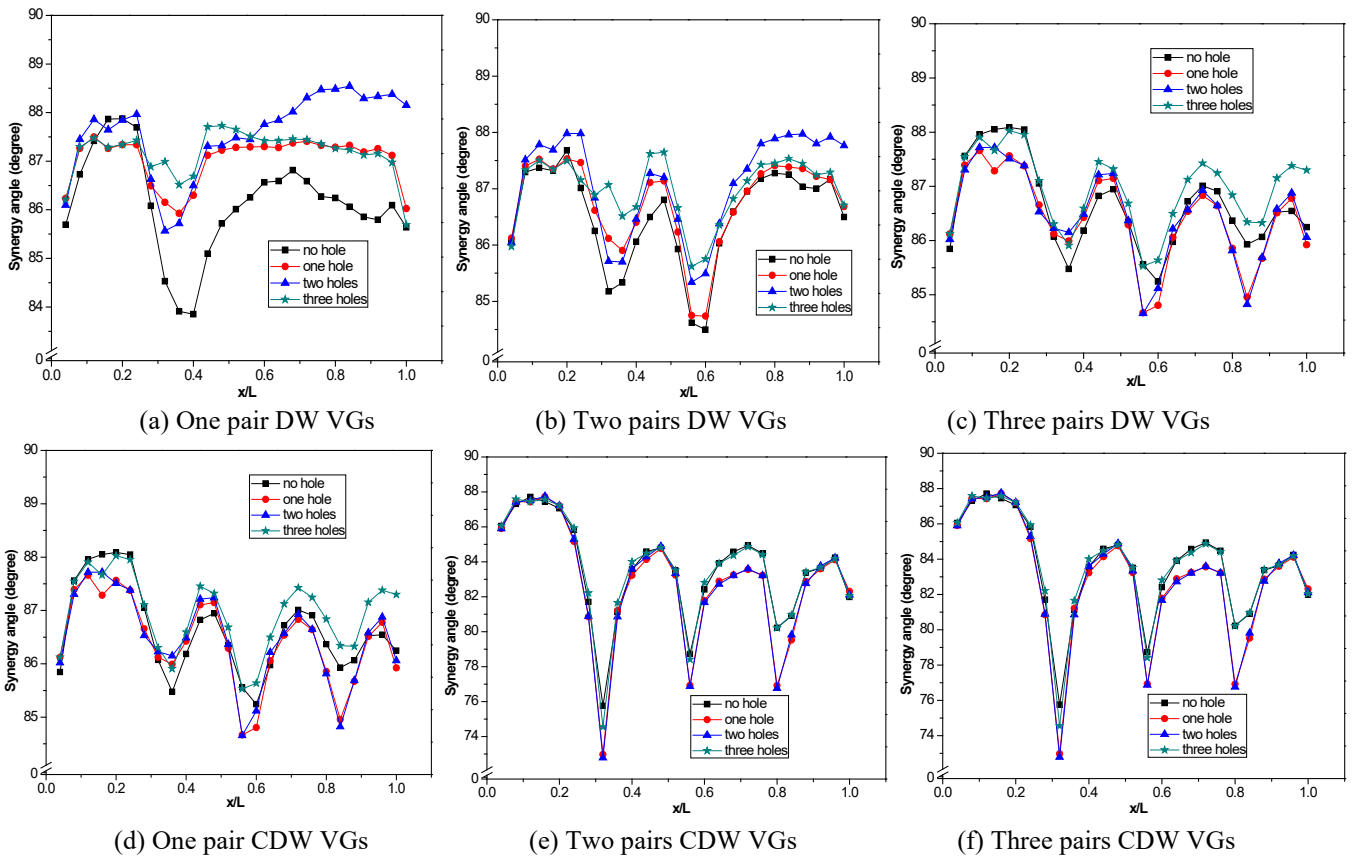 90
89
88
87
86
85
84
0
Synergy angle (degree)
no hole
one hole
two holes
three holes
0.0 0.2 0.4 0.6 0.8 1.0
x/L
(a) One pair DW VGs
90
89
88
87
86
85
0
Synergy angle (degree)
no hole
one hole
two holes
three holes
0.0 0.2 0.4 0.6 0.8 1.0
x/L
(b) Two pairs DW VGs
90
89
88
87
86
85
0
Synergy angle (degree)
no hole
one hole
two holes
three holes
0.0 0.2 0.4 0.6 0.8 1.0
x/L
(c) Three pairs DW VGs
90
89
88
87
86
85
0
Synergy angle (degree)
no hole
one hole
two holes
three holes
0.0 0.2 0.4 0.6 0.8 1.0
x/L
(d) One pair CDW VGs
90
88
86
84
82
80
78
76
74
72
0
Synergy angle (degree)
no hole
one hole
two holes
three holes
0.0 0.2 0.4 0.6 0.8 1.0
x/L
(e) Two pairs CDW VGs
90
88
86
84
82
80
78
76
74
72
0
Synergy angle (degree)
no hole
one hole
two holes
three holes
0.0 0.2 0.4 0.6 0.8 1.0
x/L
(f) Three pairs CDW VGs